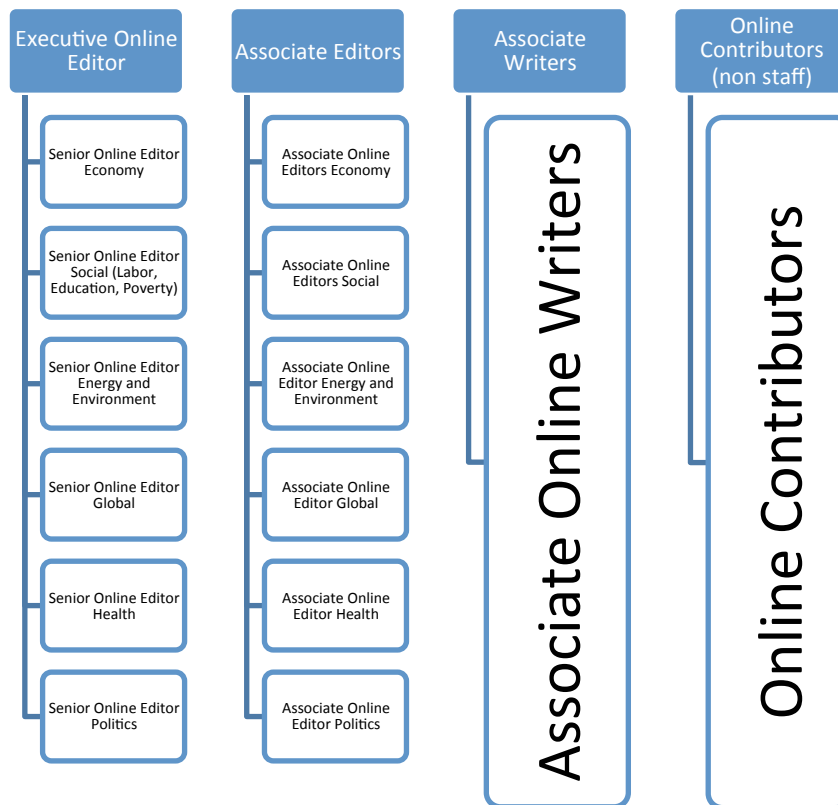 Executive Online
Editor
Senior Online Editor
Economy
Senior Online Editor
Social (Labor,
Education, Poverty)
Senior Online Editor
Energy and
Environment
Senior Online Editor
Global
Senior Online Editor
Health
Senior Online Editor
Politics
Associate Editors
Associate Online
Editors Economy
Associate Online
Editors Social
Associate Online
Editor Energy and
Environment
Associate Online
Editor Global
Associate Online
Editor Health
Associate Online
Editor Politics
Associate
Writers
Associate Online Writers
Online
Contributors
(non staff)
Online Contributors